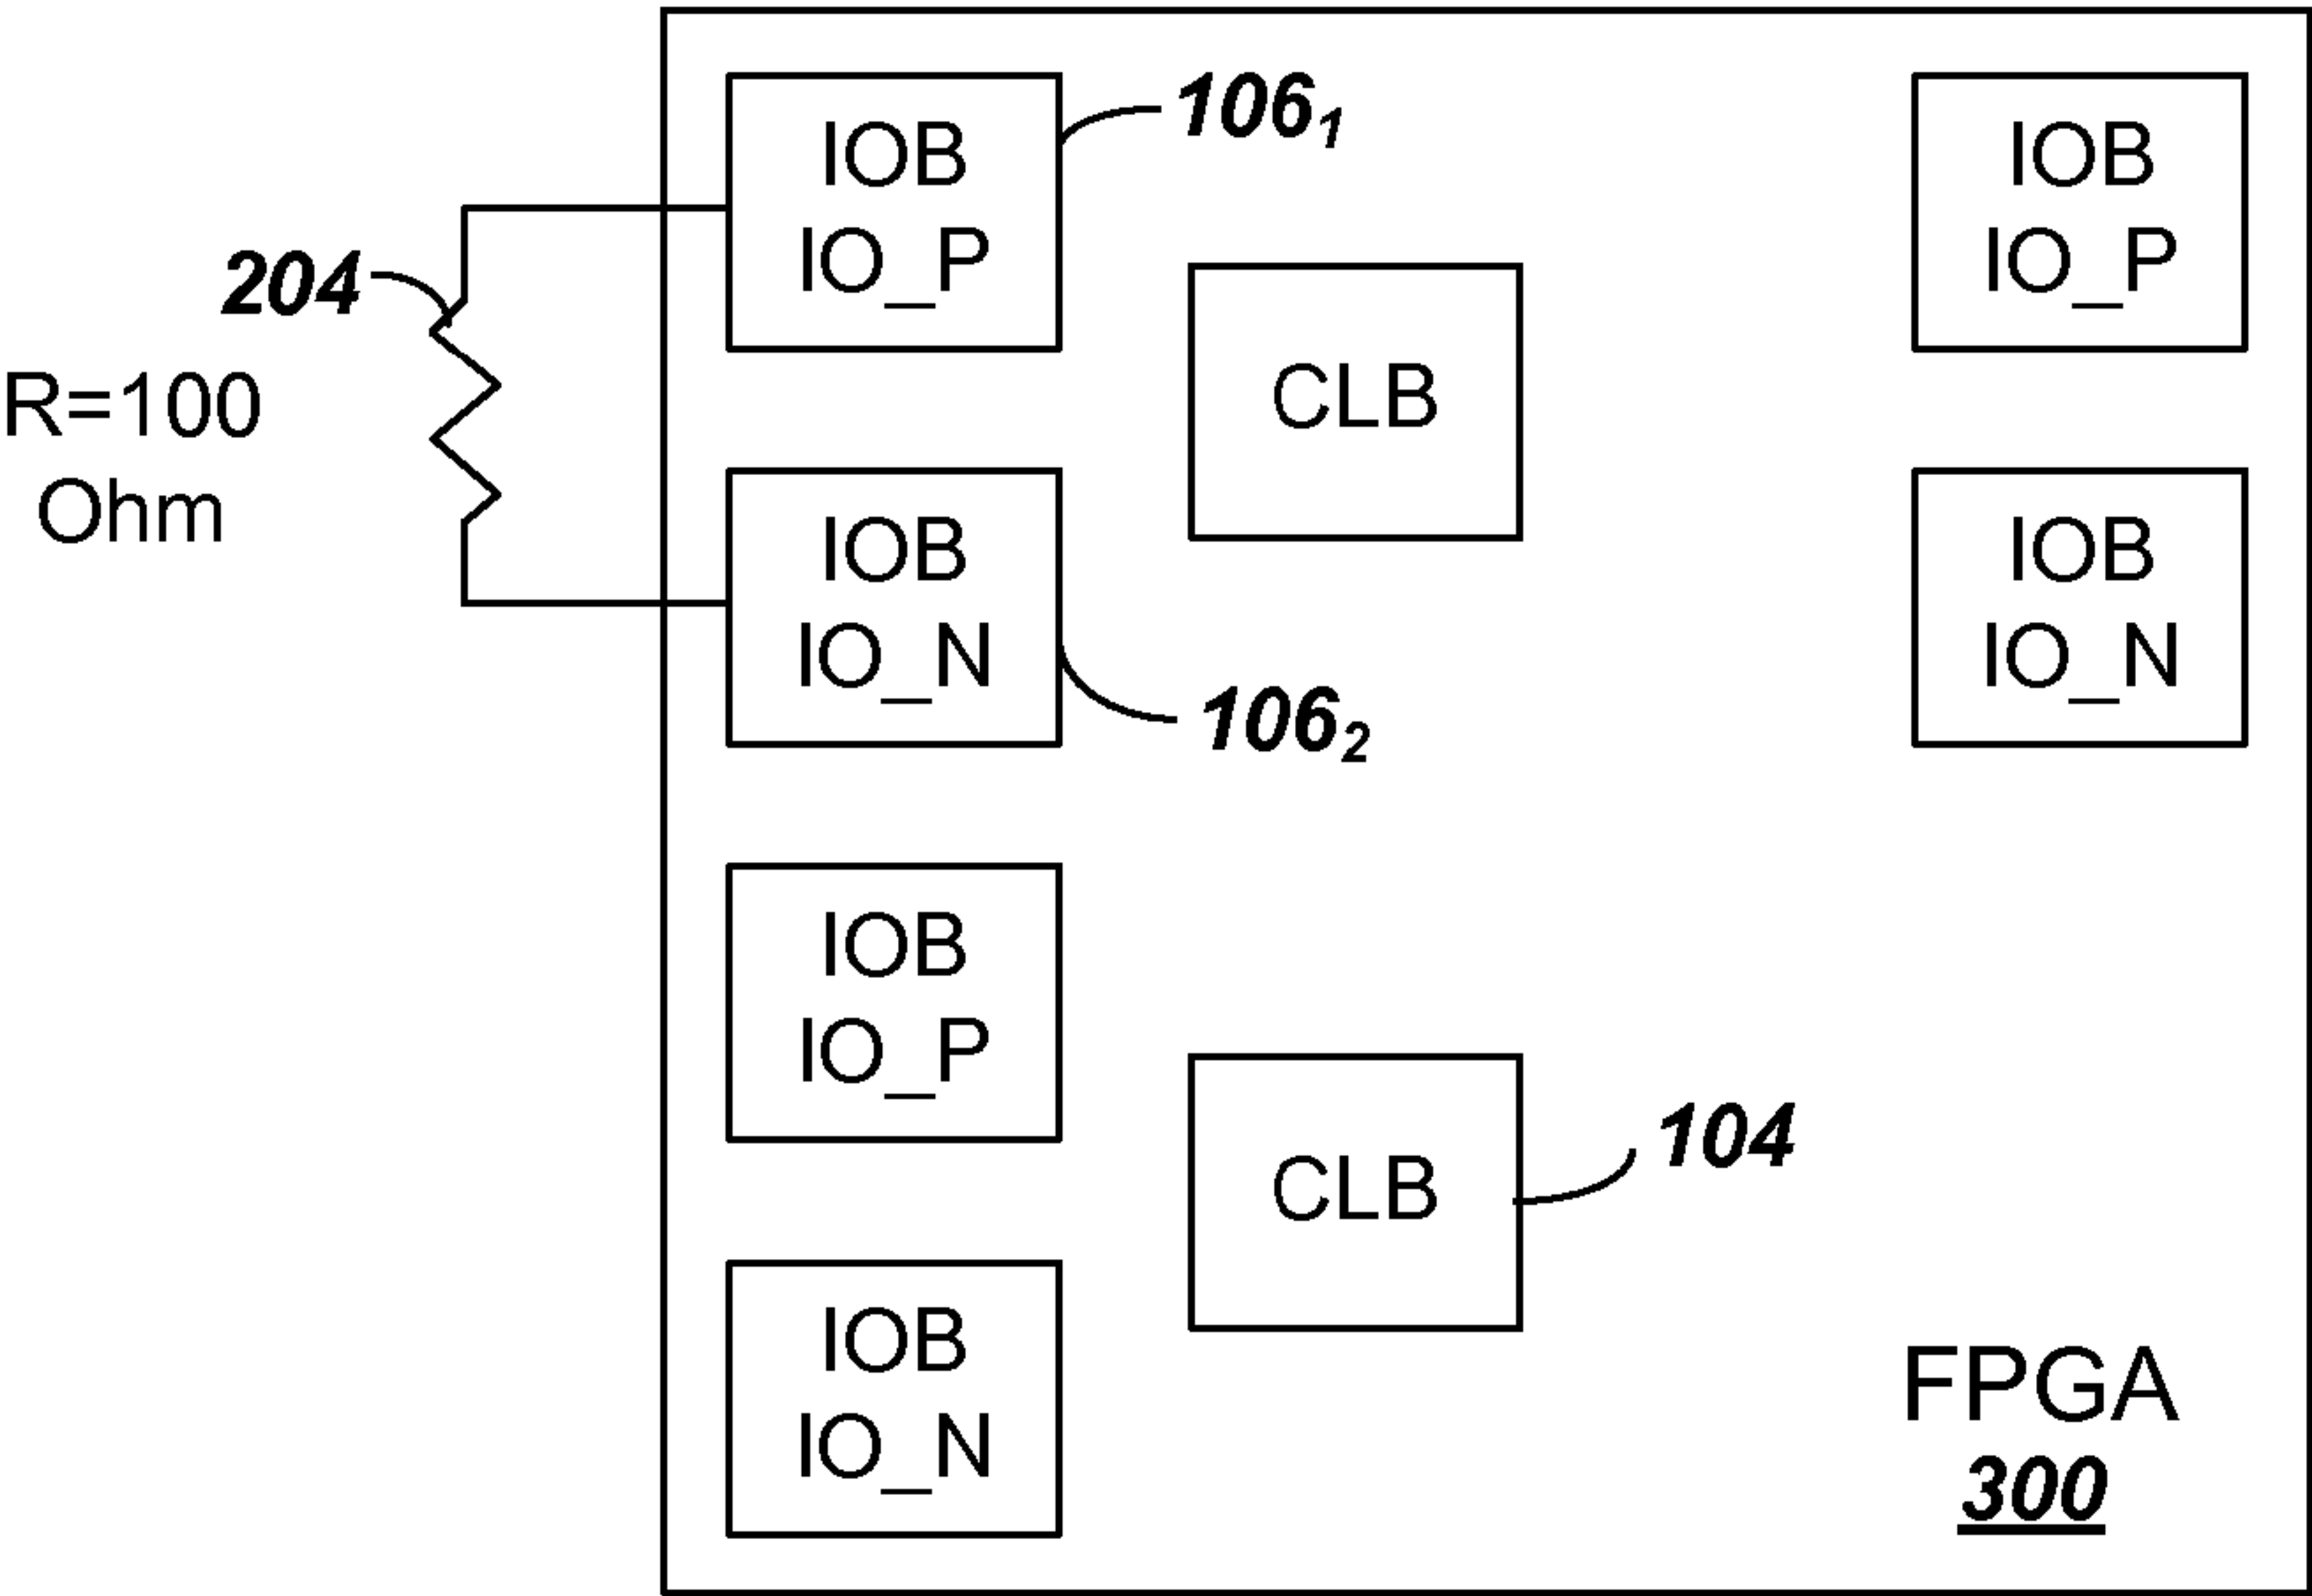 IOB
IO_P
106₁
IOB
IO_P
204
R=100
Ohm
CLB
IOB
IO_N
106₂
IOB
IO_N
IOB
IO_P
CLB
104
IOB
IO_N
FPGA
300